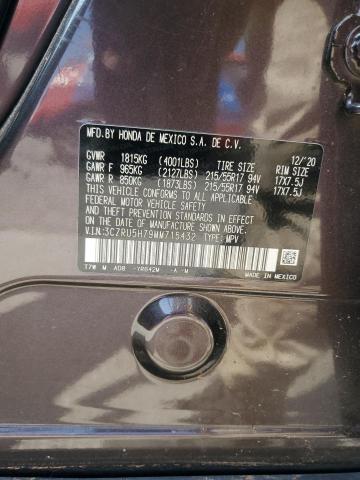 MFD.BY HONDA DE MEXICO S.A. DE C.V. 12/'20
GVWR 1815KG (4001LBS) TIRE SIZE RIM SIZE
GAWR F 965KG (2127LBS) 215/55R17 94V 17X7.5J
GAWR R 850KG (1873LBS) 215/55R17 94V 17X7.5J
THIS VEHICLE CONFORMS TO ALL APPLICABLE
FEDERAL MOTOR VEHICLE SAFETY AND
THEFT PREVENTION STANDARDS IN EFFECT ON
THE DATE OF MANUFACTURE SHOWN ABOVE.
V.I.N:3CZRU5H79MM715432 TYPE:MPV
MADE IN MEXICO
T7W M AD8 -YR642M -A -M